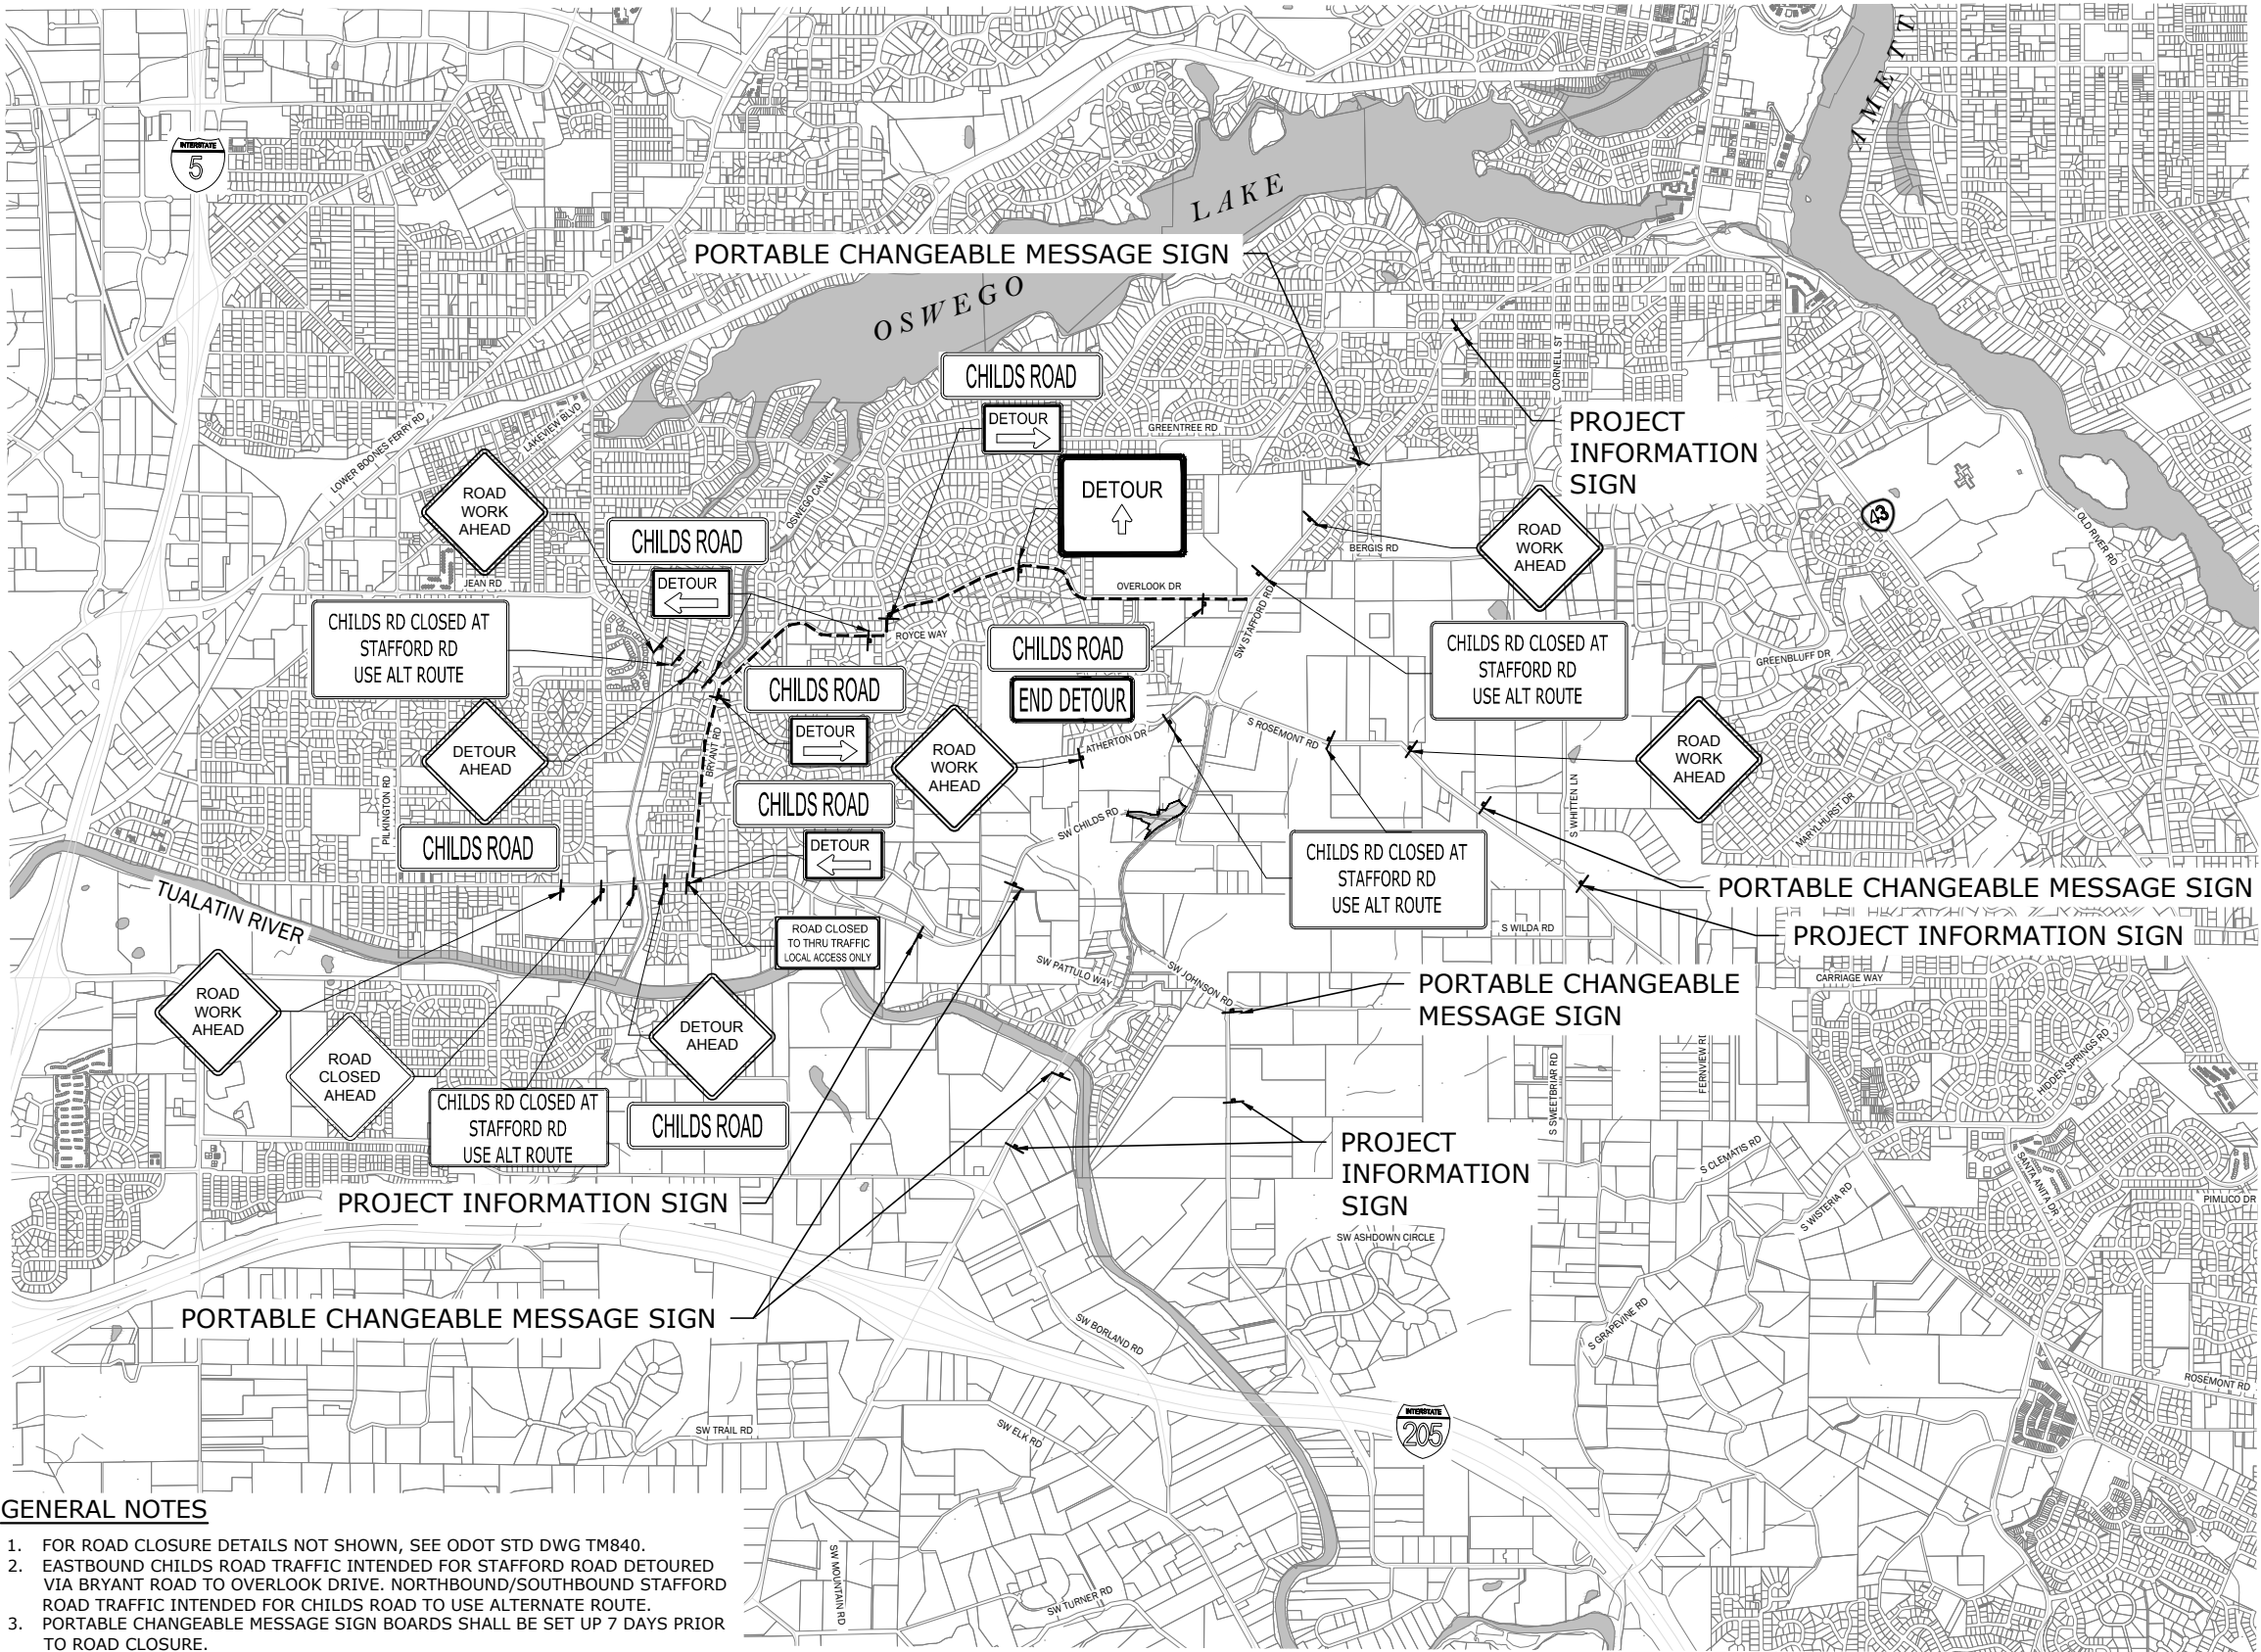 AMETT
INTERSTATE
5
LAKE
PORTABLE CHANGEABLE MESSAGE SIGN
OSWEGO
CORNELL ST
CHILDS ROAD
DETOUR
GREENTREE RD
PROJECT
INFORMATION
SIGN
LOWER BOONES FERRY RD
LAKEVIEW BLVD
OSWEGO CANAL
ROAD
WORK
AHEAD
DETOUR
43
OLD RIVER RD
ROAD
WORK
AHEAD
BERGIS RD
CHILDS ROAD
JEAN RD
DETOUR
OVERLOOK DR
CHILDS RD CLOSED AT
STAFFORD RD
USE ALT ROUTE
ROYCE WAY
SW STAFFORD RD
CHILDS ROAD
END DETOUR
CHILDS RD CLOSED AT
STAFFORD RD
USE ALT ROUTE
GREENBLUFF DR
CHILDS ROAD
DETOUR
DETOUR
AHEAD
CHILDS ROAD
BRYANT RD
PILKINGTON RD
ROAD
WORK
AHEAD
ATHERTON DR
S ROSEMONT RD
ROAD
WORK
AHEAD
S WHITTEN LN
MARYLHURST DR
CHILDS ROAD
DETOUR
SW CHILDS RD
CHILDS RD CLOSED AT
STAFFORD RD
USE ALT ROUTE
PORTABLE CHANGEABLE MESSAGE SIGN
TUALATIN RIVER
ROAD CLOSED
TO THRU TRAFFIC
LOCAL ACCESS ONLY
S WILDA RD
PROJECT INFORMATION SIGN
SW PATTULO WAY
SW JOHNSON RD
CARRIAGE WAY
PORTABLE CHANGEABLE
MESSAGE SIGN
ROAD
WORK
AHEAD
ROAD
CLOSED
AHEAD
DETOUR
AHEAD
CHILDS ROAD
CHILDS RD CLOSED AT
STAFFORD RD
USE ALT ROUTE
S SWEETBRIAR RD
FERNVIEW RD
HIDDEN SPRINGS RD
PROJECT
INFORMATION
SIGN
S CLEMATIS RD
SANTA ANITA DR
PIMLICO DR
S WISTERIA RD
PROJECT INFORMATION SIGN
SW ASHDOWN CIRCLE
PORTABLE CHANGEABLE MESSAGE SIGN
SW BORLAND RD
S GRAPEVINE RD
ROSEMONT RD
INTERSTATE
205
SW TRAIL RD
SW ELK RD
SW MOUNTAIN RD
SW TURNER RD
GENERAL NOTES
1. FOR ROAD CLOSURE DETAILS NOT SHOWN, SEE ODOT STD DWG TM840.
2. EASTBOUND CHILDS ROAD TRAFFIC INTENDED FOR STAFFORD ROAD DETOURED
VIA BRYANT ROAD TO OVERLOOK DRIVE. NORTHBOUND/SOUTHBOUND STAFFORD
ROAD TRAFFIC INTENDED FOR CHILDS ROAD TO USE ALTERNATE ROUTE.
3. PORTABLE CHANGEABLE MESSAGE SIGN BOARDS SHALL BE SET UP 7 DAYS PRIOR
TO ROAD CLOSURE.